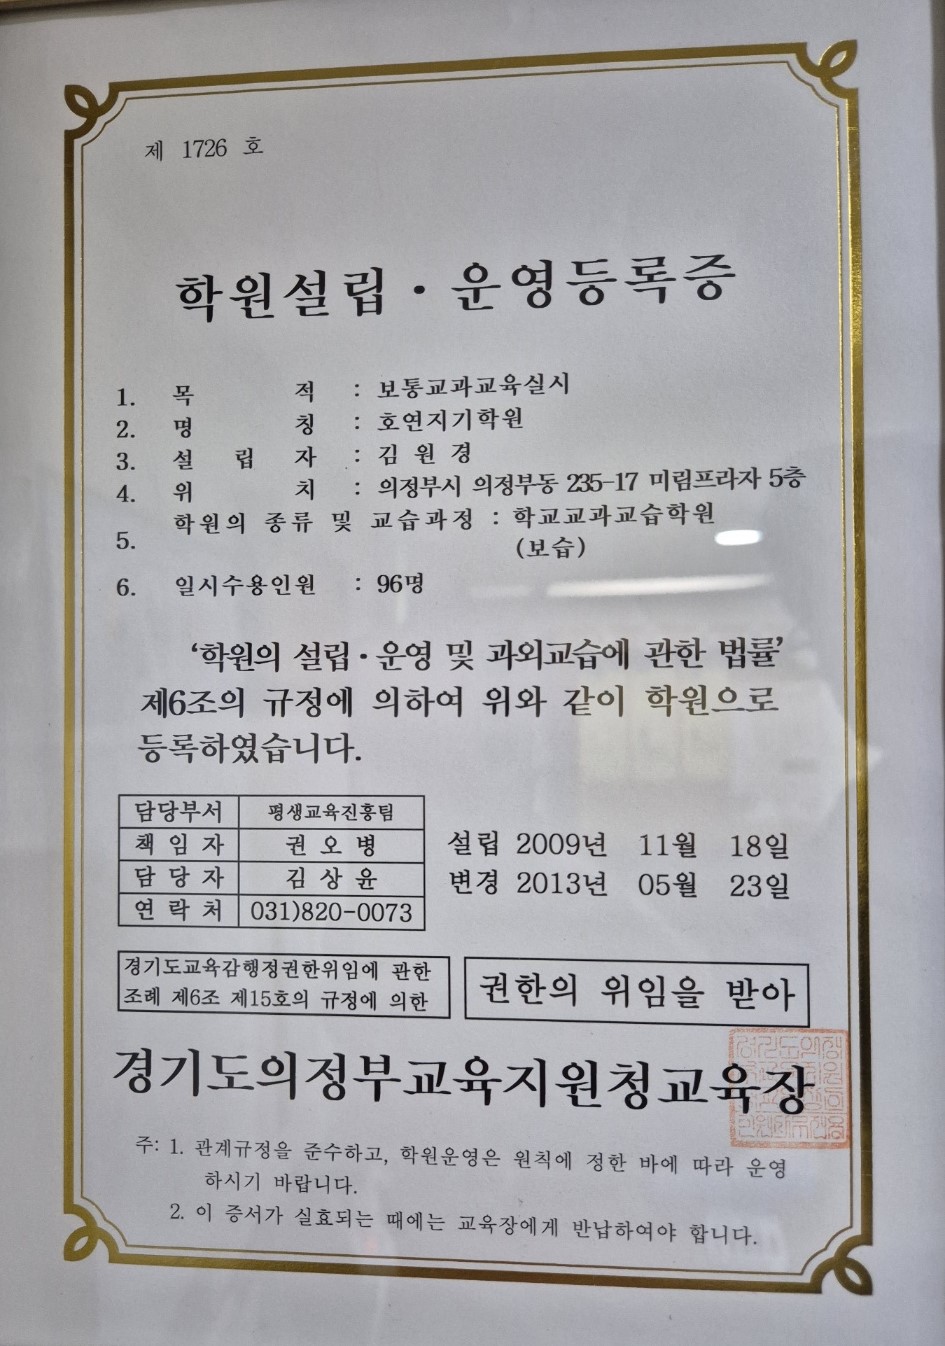 제 1726 호
학원설립·운영등록증
1. 목 적 : 보통교과교육실시
2. 명 칭 : 호연지기학원
3. 설 립 자 : 김 원 경
4. 위 치 : 의정부시 의정부동 235-17 미림프라자 5층
5. 학원의 종류 및 교습과정 : 학교교과교습학원
(보습)
6. 일시수용인원 : 96명
‘학원의 설립·운영 및 과외교습에 관한 법률’
제6조의 규정에 의하여 위와 같이 학원으로
등록하였습니다.
담당부서 평생교육진흥팀
책 임 자 권 오 병
담 당 자 김 상 윤
연 락 처 031)820-0073
설립 2009년 11월 18일
변경 2013년 05월 23일
경기도교육감행정권한위임에 관한
조례 제6조 제15호의 규정에 의한
권한의 위임을 받아
경기도의정부교육지원청교육장
주: 1. 관계규정을 준수하고, 학원운영은 원칙에 정한 바에 따라 운영
하시기 바랍니다.
2. 이 증서가 실효되는 때에는 교육장에게 반납하여야 합니다.